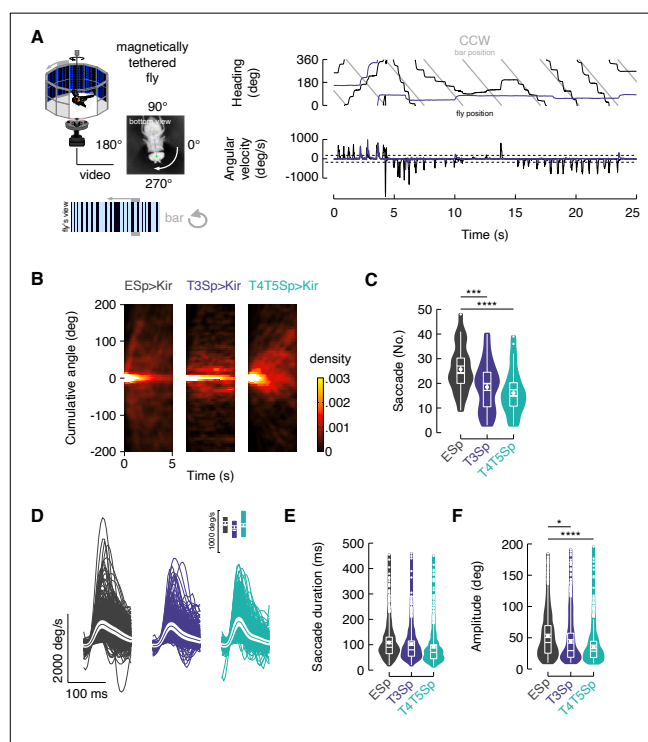 A
magnetically
tethered
fly
bottom view
90°
180°
0°
270°
video
fly's view
bar
CCW
bar position
Heading
(deg)
360
180
0
fly position
Angular
velocity
(deg/s)
1000
0
-1000
0 5 10 15 20 25
Time (s)
B
ESp>Kir T3Sp>Kir T4T5Sp>Kir
Cumulative angle (deg)
200
100
0
-100
-200
0 5
Time (s)
density
.003
.002
.001
0
C
Saccade (No.)
50
40
30
20
10
0
***
****
ESp T3Sp T4T5Sp
D
1000 deg/s
2000 deg/s
100 ms
E
Saccade duration (ms)
500
400
300
200
100
0
ESp T3Sp T4T5Sp
F
Amplitude (deg)
200
150
100
50
0
*
****
ESp T3Sp T4T5Sp